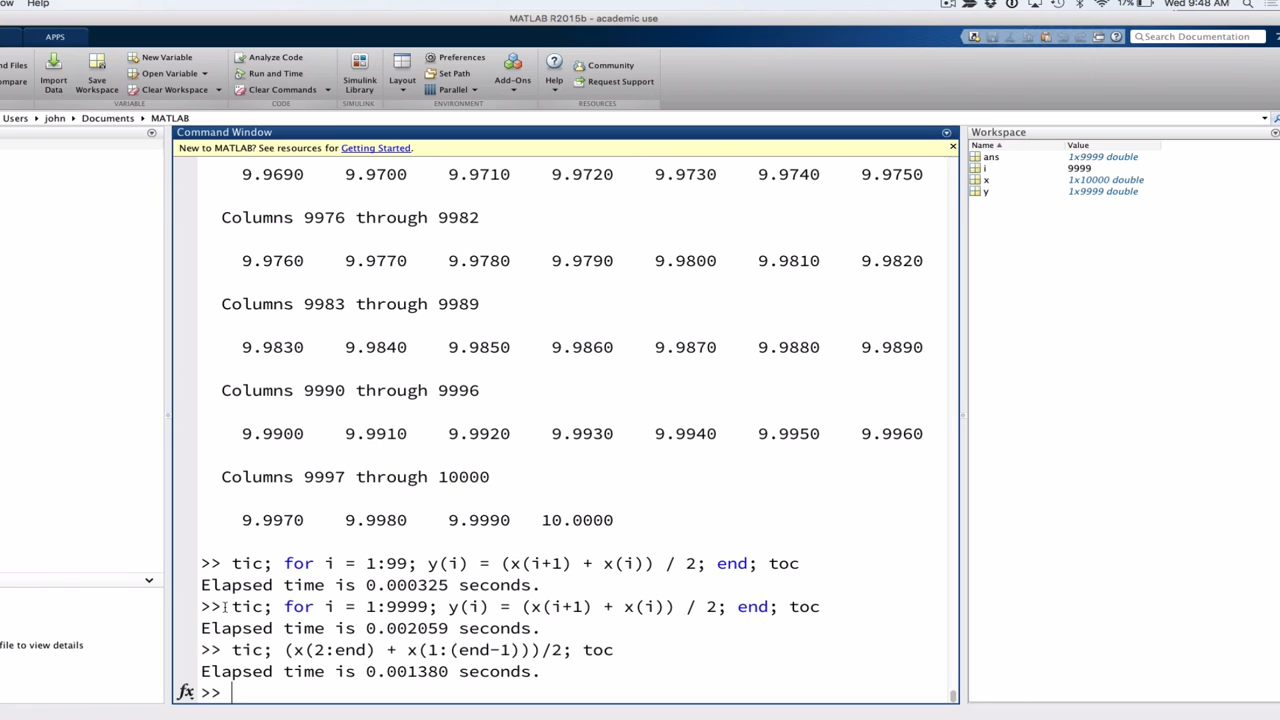 ow Help
17% Wed 9:48 AM
MATLAB R2015b - academic use
APPS
Search Documentation
nd Files
mpare
Import Data
Save Workspace
New Variable
Open Variable
Clear Workspace
VARIABLE
Analyze Code
Run and Time
Clear Commands
CODE
Simulink Library
SIMULINK
Layout
Preferences
Set Path
Parallel
ENVIRONMENT
Add-Ons
Help
Community
Request Support
RESOURCES
Users ▸ john ▸ Documents ▸ MATLAB
Command Window
New to MATLAB? See resources for Getting Started.
9.9690 9.9700 9.9710 9.9720 9.9730 9.9740 9.9750
Columns 9976 through 9982
9.9760 9.9770 9.9780 9.9790 9.9800 9.9810 9.9820
Columns 9983 through 9989
9.9830 9.9840 9.9850 9.9860 9.9870 9.9880 9.9890
Columns 9990 through 9996
9.9900 9.9910 9.9920 9.9930 9.9940 9.9950 9.9960
Columns 9997 through 10000
9.9970 9.9980 9.9990 10.0000
>> tic; for i = 1:99; y(i) = (x(i+1) + x(i)) / 2; end; toc
Elapsed time is 0.000325 seconds.
>> tic; for i = 1:9999; y(i) = (x(i+1) + x(i)) / 2; end; toc
Elapsed time is 0.002059 seconds.
>> tic; (x(2:end) + x(1:(end-1)))/2; toc
Elapsed time is 0.001380 seconds.
fx >>
file to view details
Workspace
Name Value
ans 1x9999 double
i 9999
x 1x10000 double
y 1x9999 double